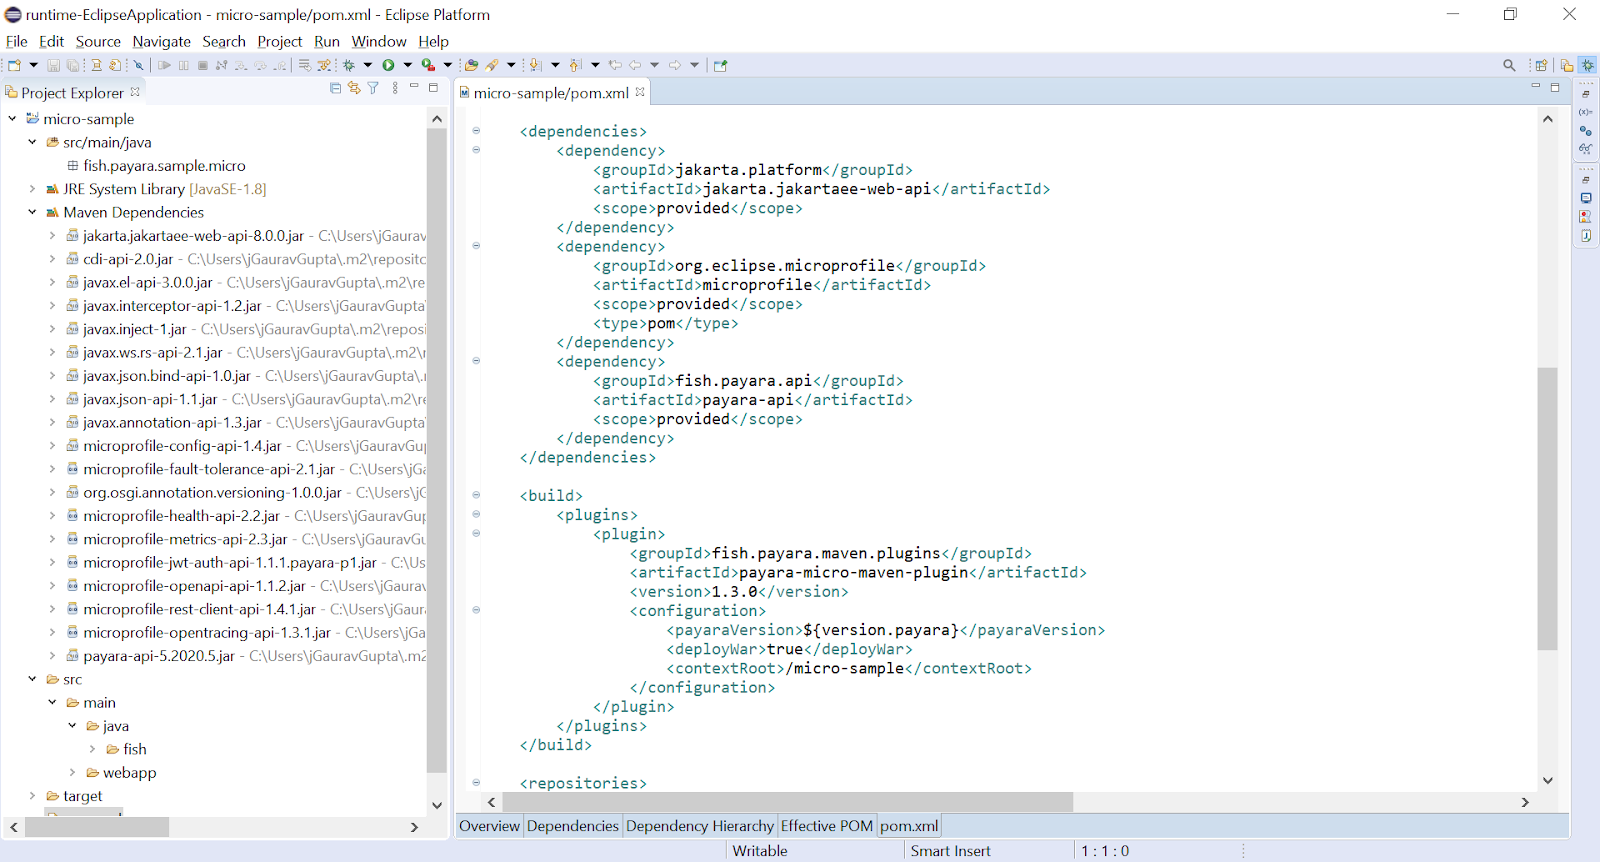 runtime-EclipseApplication - micro-sample/pom.xml - Eclipse Platform
File Edit Source Navigate Search Project Run Window Help
Project Explorer
micro-sample
src/main/java
fish.payara.sample.micro
JRE System Library [JavaSE-1.8]
Maven Dependencies
jakarta.jakartaee-web-api-8.0.0.jar - C:\Users\jGaurav
cdi-api-2.0.jar - C:\Users\jGauravGupta\.m2\reposito
javax.el-api-3.0.0.jar - C:\Users\jGauravGupta\.m2\re
javax.interceptor-api-1.2.jar - C:\Users\jGauravGupta
javax.inject-1.jar - C:\Users\jGauravGupta\.m2\reposi
javax.ws.rs-api-2.1.jar - C:\Users\jGauravGupta\.m2\
javax.json.bind-api-1.0.jar - C:\Users\jGauravGupta\.
javax.json-api-1.1.jar - C:\Users\jGauravGupta\.m2\re
javax.annotation-api-1.3.jar - C:\Users\jGauravGupta
microprofile-config-api-1.4.jar - C:\Users\jGauravGu
microprofile-fault-tolerance-api-2.1.jar - C:\Users\jGa
org.osgi.annotation.versioning-1.0.0.jar - C:\Users\jG
microprofile-health-api-2.2.jar - C:\Users\jGauravGu
microprofile-metrics-api-2.3.jar - C:\Users\jGauravGu
microprofile-jwt-auth-api-1.1.1.payara-p1.jar - C:\Us
microprofile-openapi-api-1.1.2.jar - C:\Users\jGaurav
microprofile-rest-client-api-1.4.1.jar - C:\Users\jGaur
microprofile-opentracing-api-1.3.1.jar - C:\Users\jGa
payara-api-5.2020.5.jar - C:\Users\jGauravGupta\.m2
src
main
java
fish
webapp
target
micro-sample/pom.xml
<dependencies>
<dependency>
<groupId>jakarta.platform</groupId>
<artifactId>jakarta.jakartaee-web-api</artifactId>
<scope>provided</scope>
</dependency>
<dependency>
<groupId>org.eclipse.microprofile</groupId>
<artifactId>microprofile</artifactId>
<scope>provided</scope>
<type>pom</type>
</dependency>
<dependency>
<groupId>fish.payara.api</groupId>
<artifactId>payara-api</artifactId>
<scope>provided</scope>
</dependency>
</dependencies>
<build>
<plugins>
<plugin>
<groupId>fish.payara.maven.plugins</groupId>
<artifactId>payara-micro-maven-plugin</artifactId>
<version>1.3.0</version>
<configuration>
<payaraVersion>${version.payara}</payaraVersion>
<deployWar>true</deployWar>
<contextRoot>/micro-sample</contextRoot>
</configuration>
</plugin>
</plugins>
</build>
<repositories>
Overview Dependencies Dependency Hierarchy Effective POM pom.xml
Writable Smart Insert 1 : 1 : 0